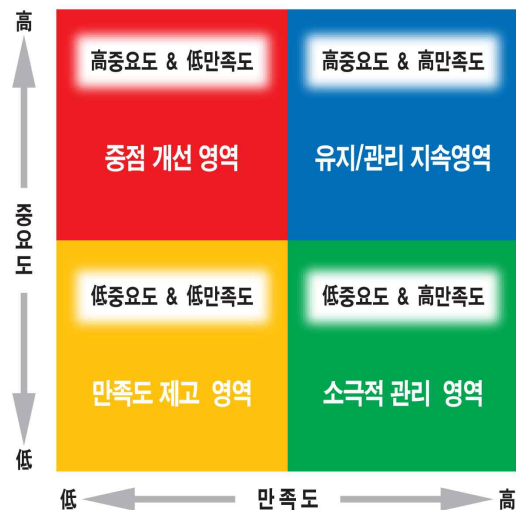 高
高중요도 & 低만족도
高중요도 & 高만족도
중점 개선 영역
유지/관리 지속영역
중요도
低중요도 & 低만족도
低중요도 & 高만족도
만족도 제고 영역
소극적 관리 영역
低
低 만족도 高